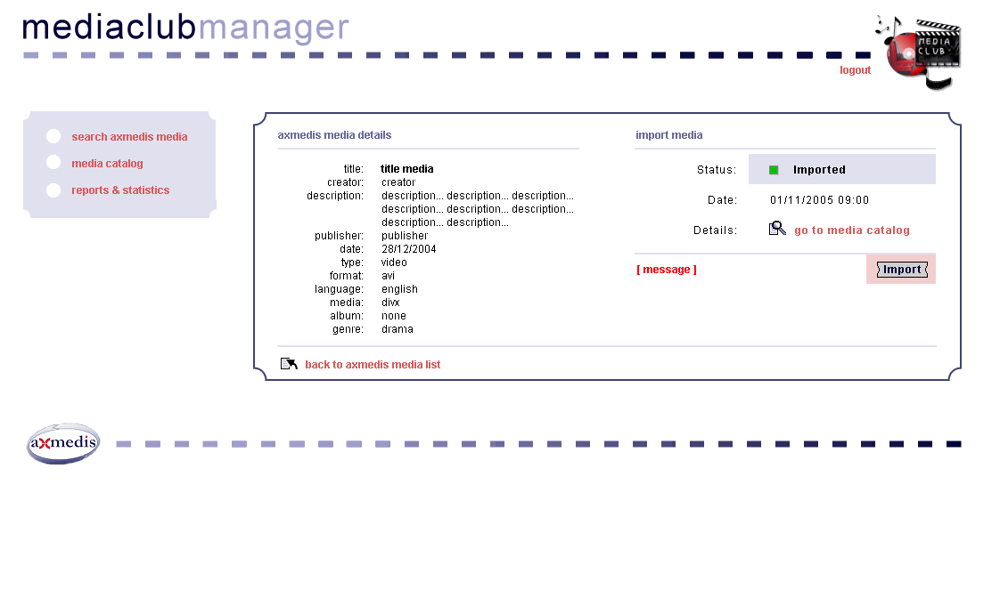 mediaclubmanager
MEDIA
CLUB
logout
search axmedis media
media catalog
reports & statistics
axmedis media details
title: title media
creator: creator
description: description... description... description...
description... description... description...
description... description...
publisher: publisher
date: 28/12/2004
type: video
format: avi
language: english
media: divx
album: none
genre: drama
back to axmedis media list
import media
Status: Imported
Date: 01/11/2005 09:00
Details: go to media catalog
[ message ] Import
axmedis